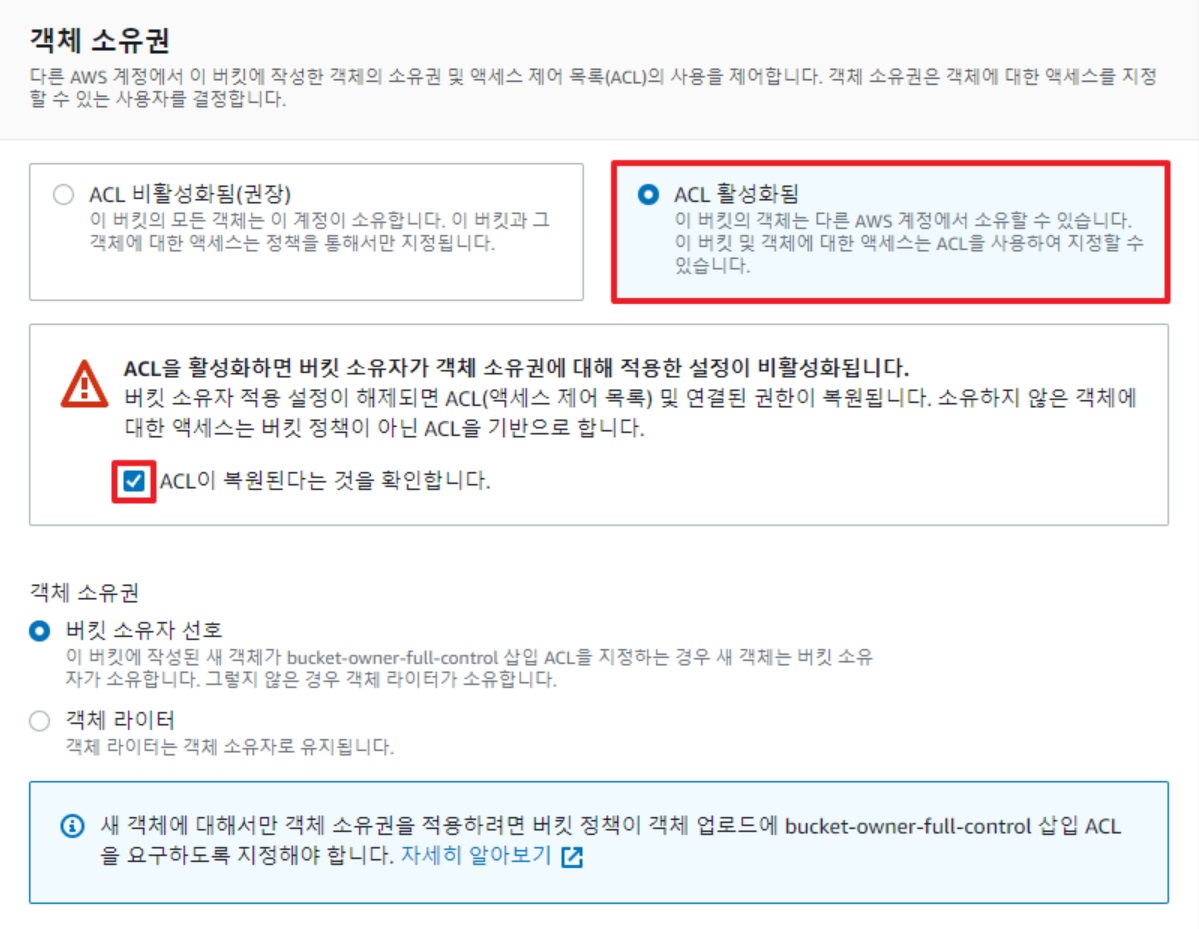 객체 소유권
다른 AWS 계정에서 이 버킷에 작성한 객체의 소유권 및 액세스 제어 목록(ACL)의 사용을 제어합니다. 객체 소유권은 객체에 대한 액세스를 지정
할 수 있는 사용자를 결정합니다.
ACL 비활성화됨(권장)
이 버킷의 모든 객체는 이 계정이 소유합니다. 이 버킷과 그
객체에 대한 액세스는 정책을 통해서만 지정됩니다.
ACL 활성화됨
이 버킷의 객체는 다른 AWS 계정에서 소유할 수 있습니다.
이 버킷 및 객체에 대한 액세스는 ACL을 사용하여 지정할 수
있습니다.
ACL을 활성화하면 버킷 소유자가 객체 소유권에 대해 적용한 설정이 비활성화됩니다.
버킷 소유자 적용 설정이 해제되면 ACL(액세스 제어 목록) 및 연결된 권한이 복원됩니다. 소유하지 않은 객체에
대한 액세스는 버킷 정책이 아닌 ACL을 기반으로 합니다.
ACL이 복원된다는 것을 확인합니다.
객체 소유권
버킷 소유자 선호
이 버킷에 작성된 새 객체가 bucket-owner-full-control 삽입 ACL을 지정하는 경우 새 객체는 버킷 소유
자가 소유합니다. 그렇지 않은 경우 객체 라이터가 소유합니다.
객체 라이터
객체 라이터는 객체 소유자로 유지됩니다.
새 객체에 대해서만 객체 소유권을 적용하려면 버킷 정책이 객체 업로드에 bucket-owner-full-control 삽입 ACL
을 요구하도록 지정해야 합니다. 자세히 알아보기